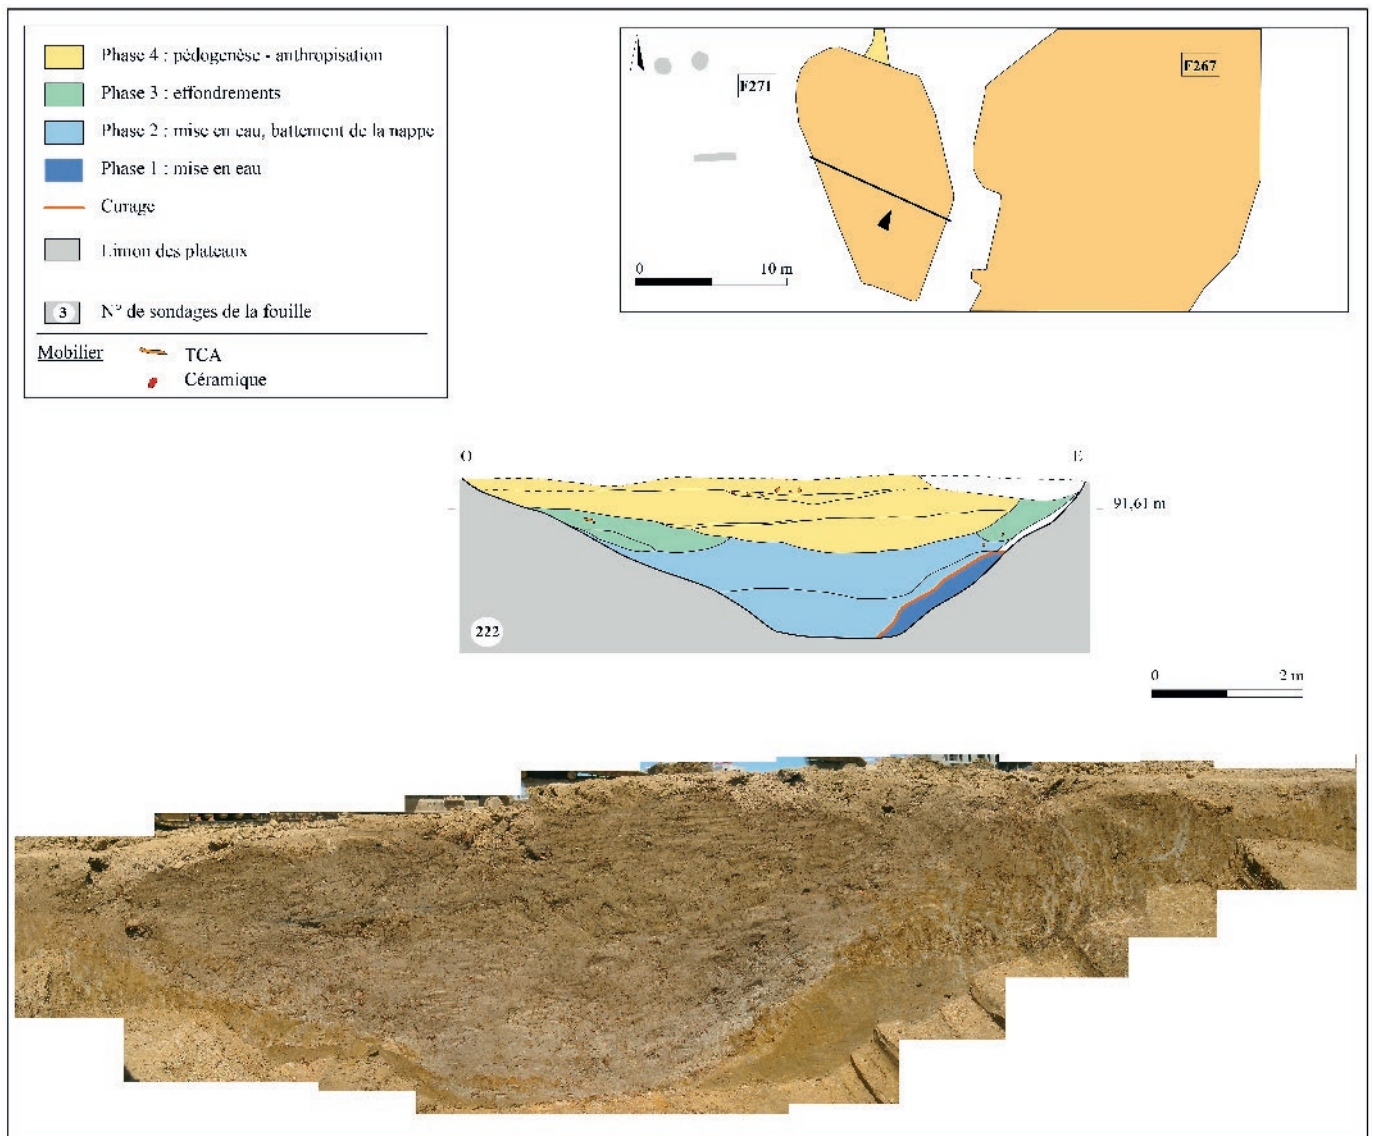 Phase 4 : pédogenèse - anthropisation
Phase 3 : effondrements
Phase 2 : mise en eau, battement de la nappe
Phase 1 : mise en eau
Curage
Limon des plateaux
3 N° de sondages de la fouille
Mobilier
TCA
Céramique
F271
F267
0 10 m
O E
91,61 m
222
0 2 m